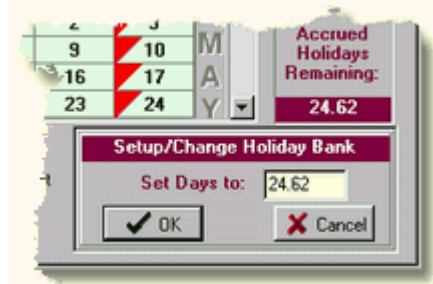 9 10 M
16 17 A
23 24 Y
Accrued
Holidays
Remaining:
24.62
Setup/Change Holiday Bank
Set Days to: 24.62
OK Cancel